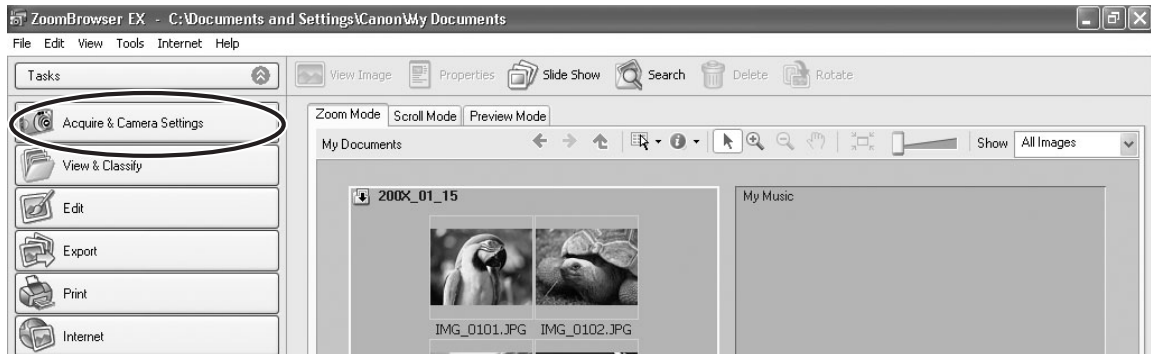 ZoomBrowser EX - C:\Documents and Settings\Canon\My Documents
File Edit View Tools Internet Help
Tasks
View Image Properties Slide Show Search Delete Rotate
Acquire & Camera Settings
View & Classify
Edit
Export
Print
Internet
Zoom Mode Scroll Mode Preview Mode
My Documents Show All Images
200X_01_15
My Music
IMG_0101.JPG IMG_0102.JPG